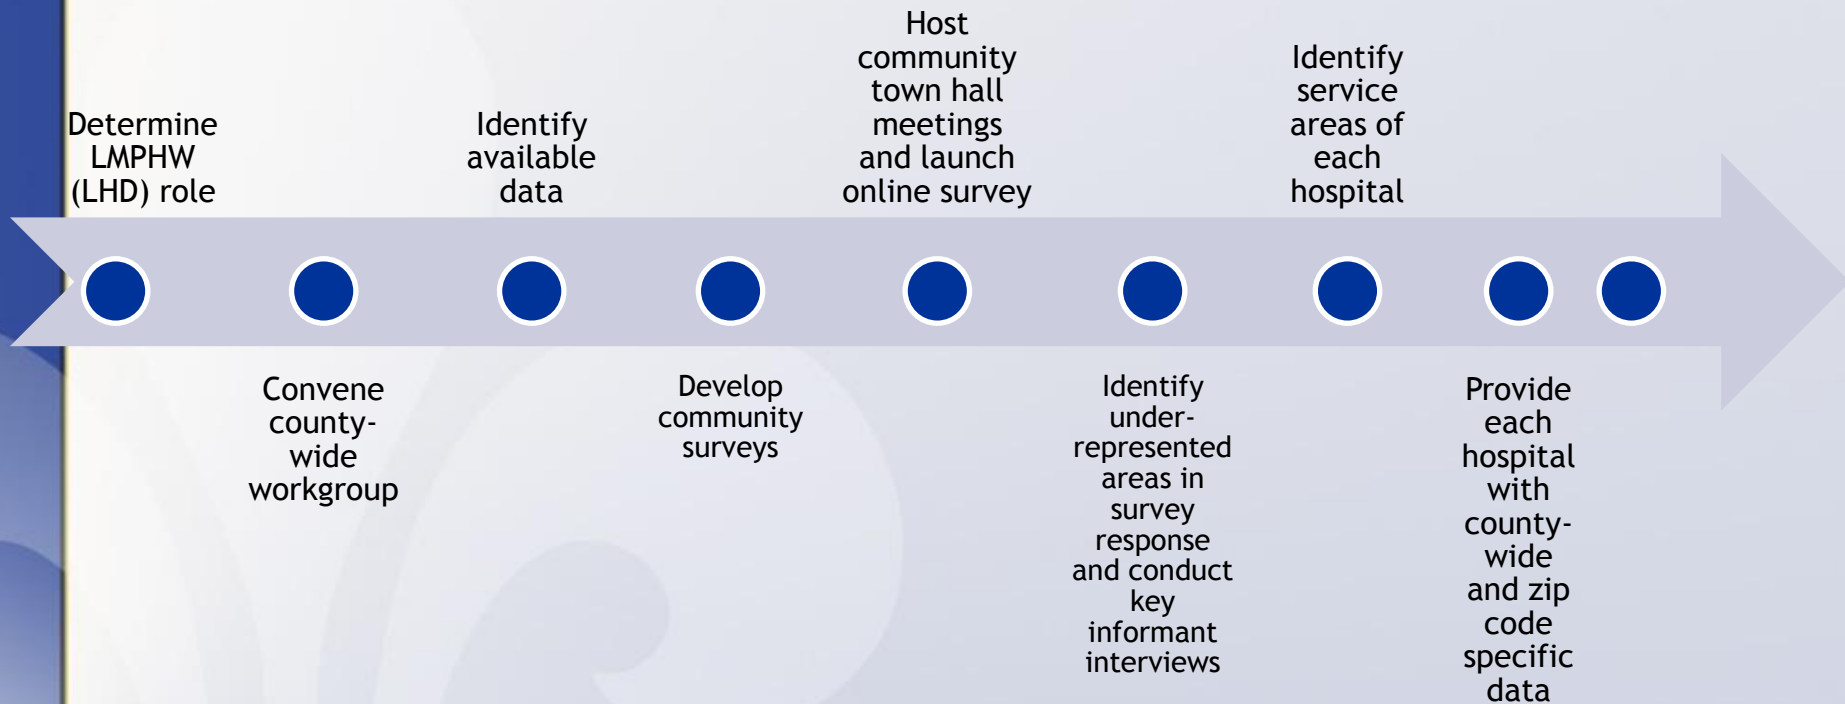 Determine
LMPHW
(LHD) role
Convene
county-
wide
workgroup
Identify
available
data
Develop
community
surveys
Host
community
town hall
meetings
and launch
online survey
Identify
under-
represented
areas in
survey
response
and conduct
key
informant
interviews
Identify
service
areas of
each
hospital
Provide
each
hospital
with
county-
wide
and zip
code
specific
data